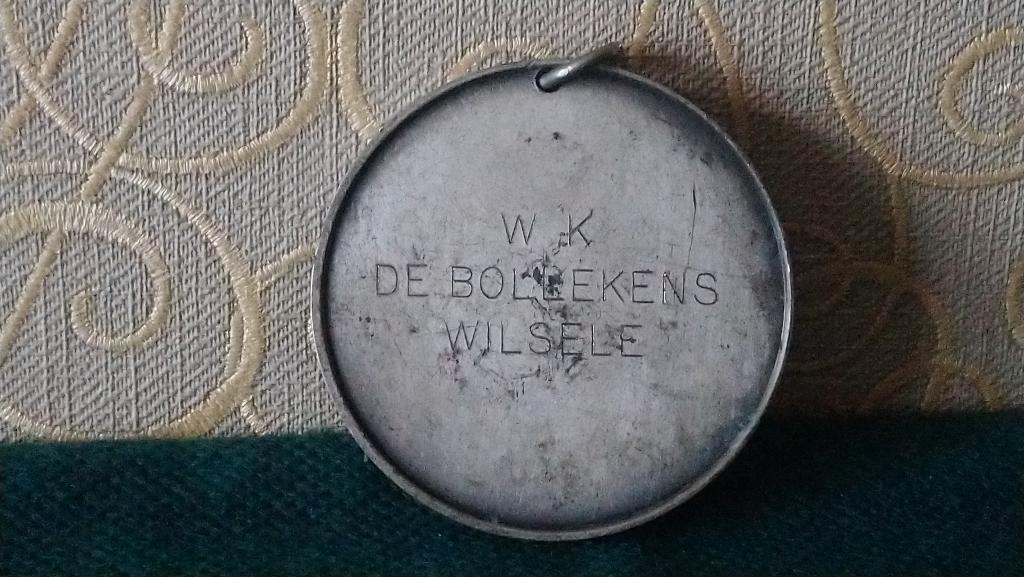 W K
DE BOLLEKENS
WILSELE